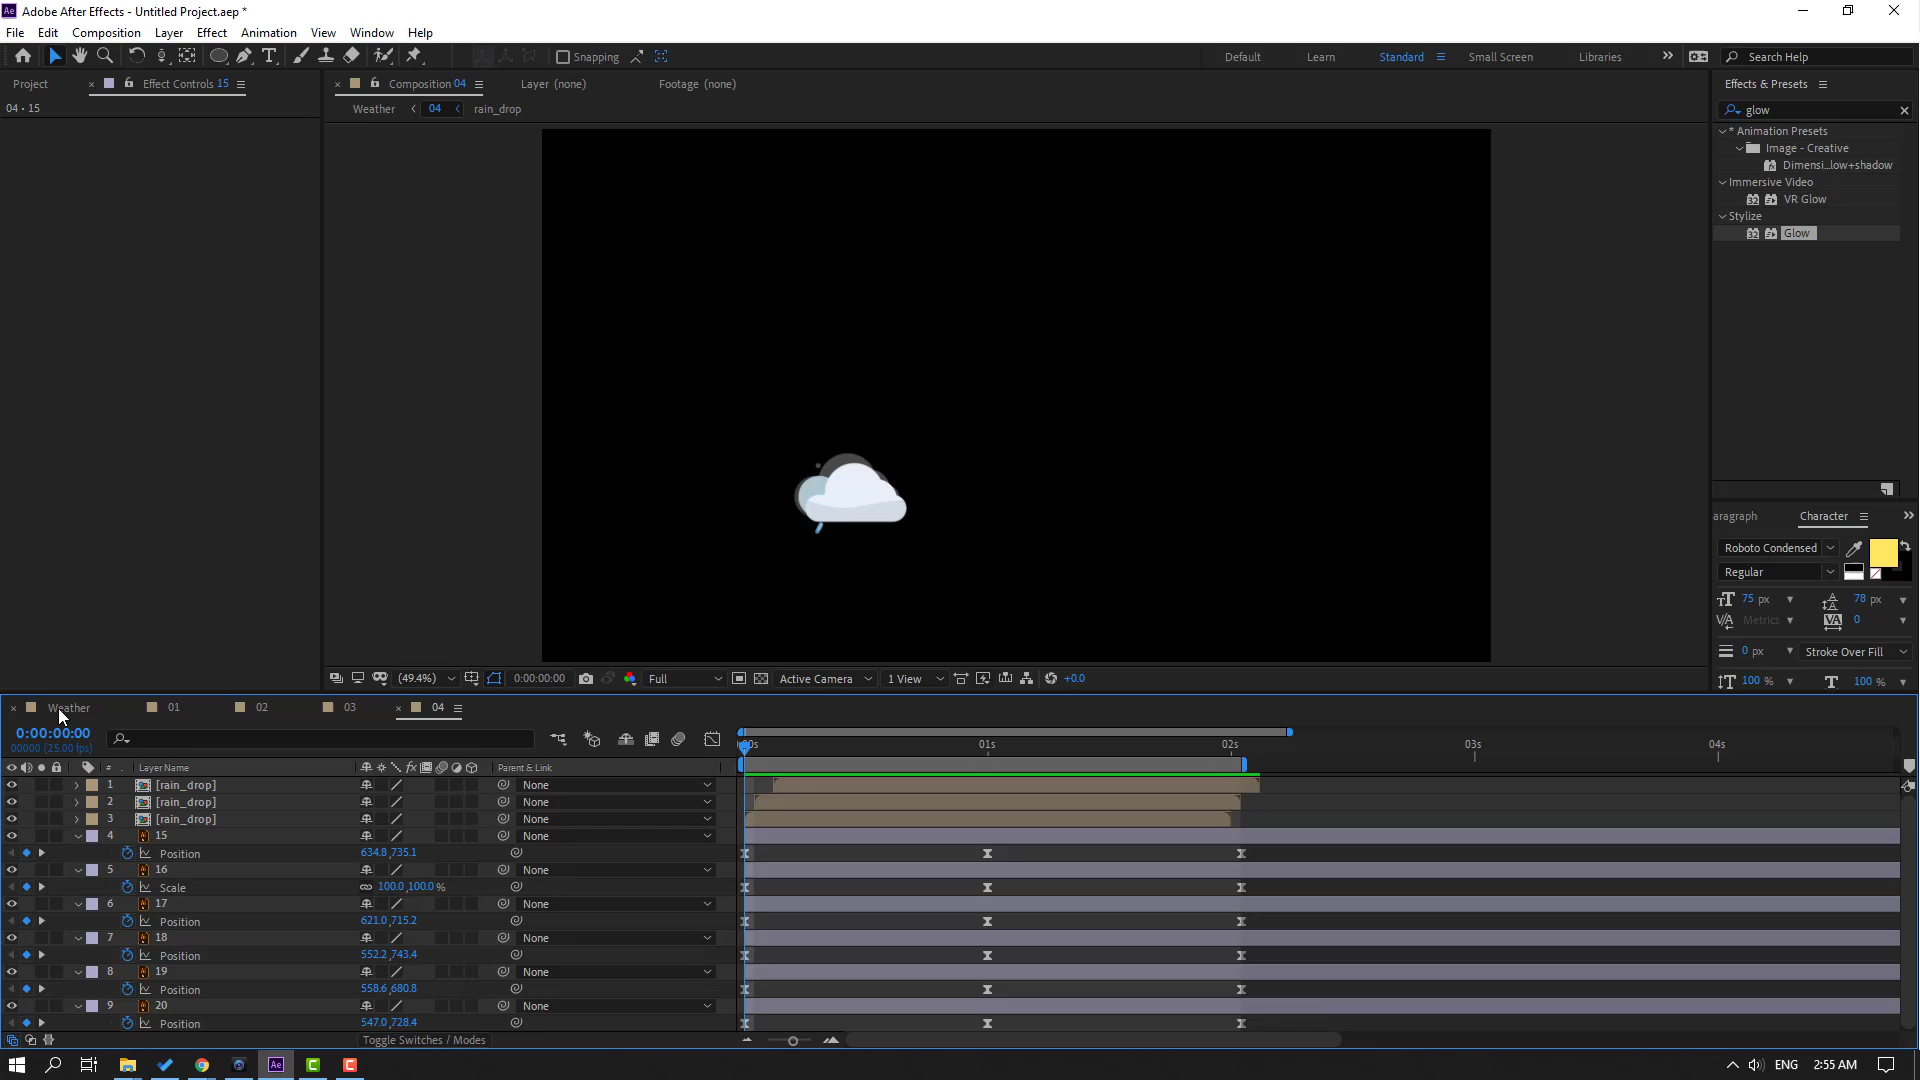 Adobe After Effects - Untitled Project.aep *
File Edit Composition Layer Effect Animation View Window Help
Snapping Default Learn Standard Small Screen Libraries Search Help
Project Effect Controls 15 Composition 04 Layer (none) Footage (none) Effects & Presets
04 • 15 Weather 04 rain_drop glow
* Animation Presets
Image - Creative
Dimensi...low+shadow
Immersive Video
VR Glow
Stylize
Glow
aragraph Character
Roboto Condensed
Regular
75 px 78 px
Metrics 0
0 px Stroke Over Fill
100 % 100 %
(49.4%) 0:00:00:00 Full Active Camera 1 View +0.0
Weather 01 02 03 04
0:00:00:00
00000 (25.00 fps)
:00s 01s 02s 03s 04s
# Layer Name Parent & Link
1 [rain_drop] None
2 [rain_drop] None
3 [rain_drop] None
4 15 None
Position 634.8,735.1
5 16 None
Scale 100.0,100.0 %
6 17 None
Position 621.0,715.2
7 18 None
Position 552.2,743.4
8 19 None
Position 558.6,680.8
9 20 None
Position 547.0,728.4
Toggle Switches / Modes
ENG 2:55 AM